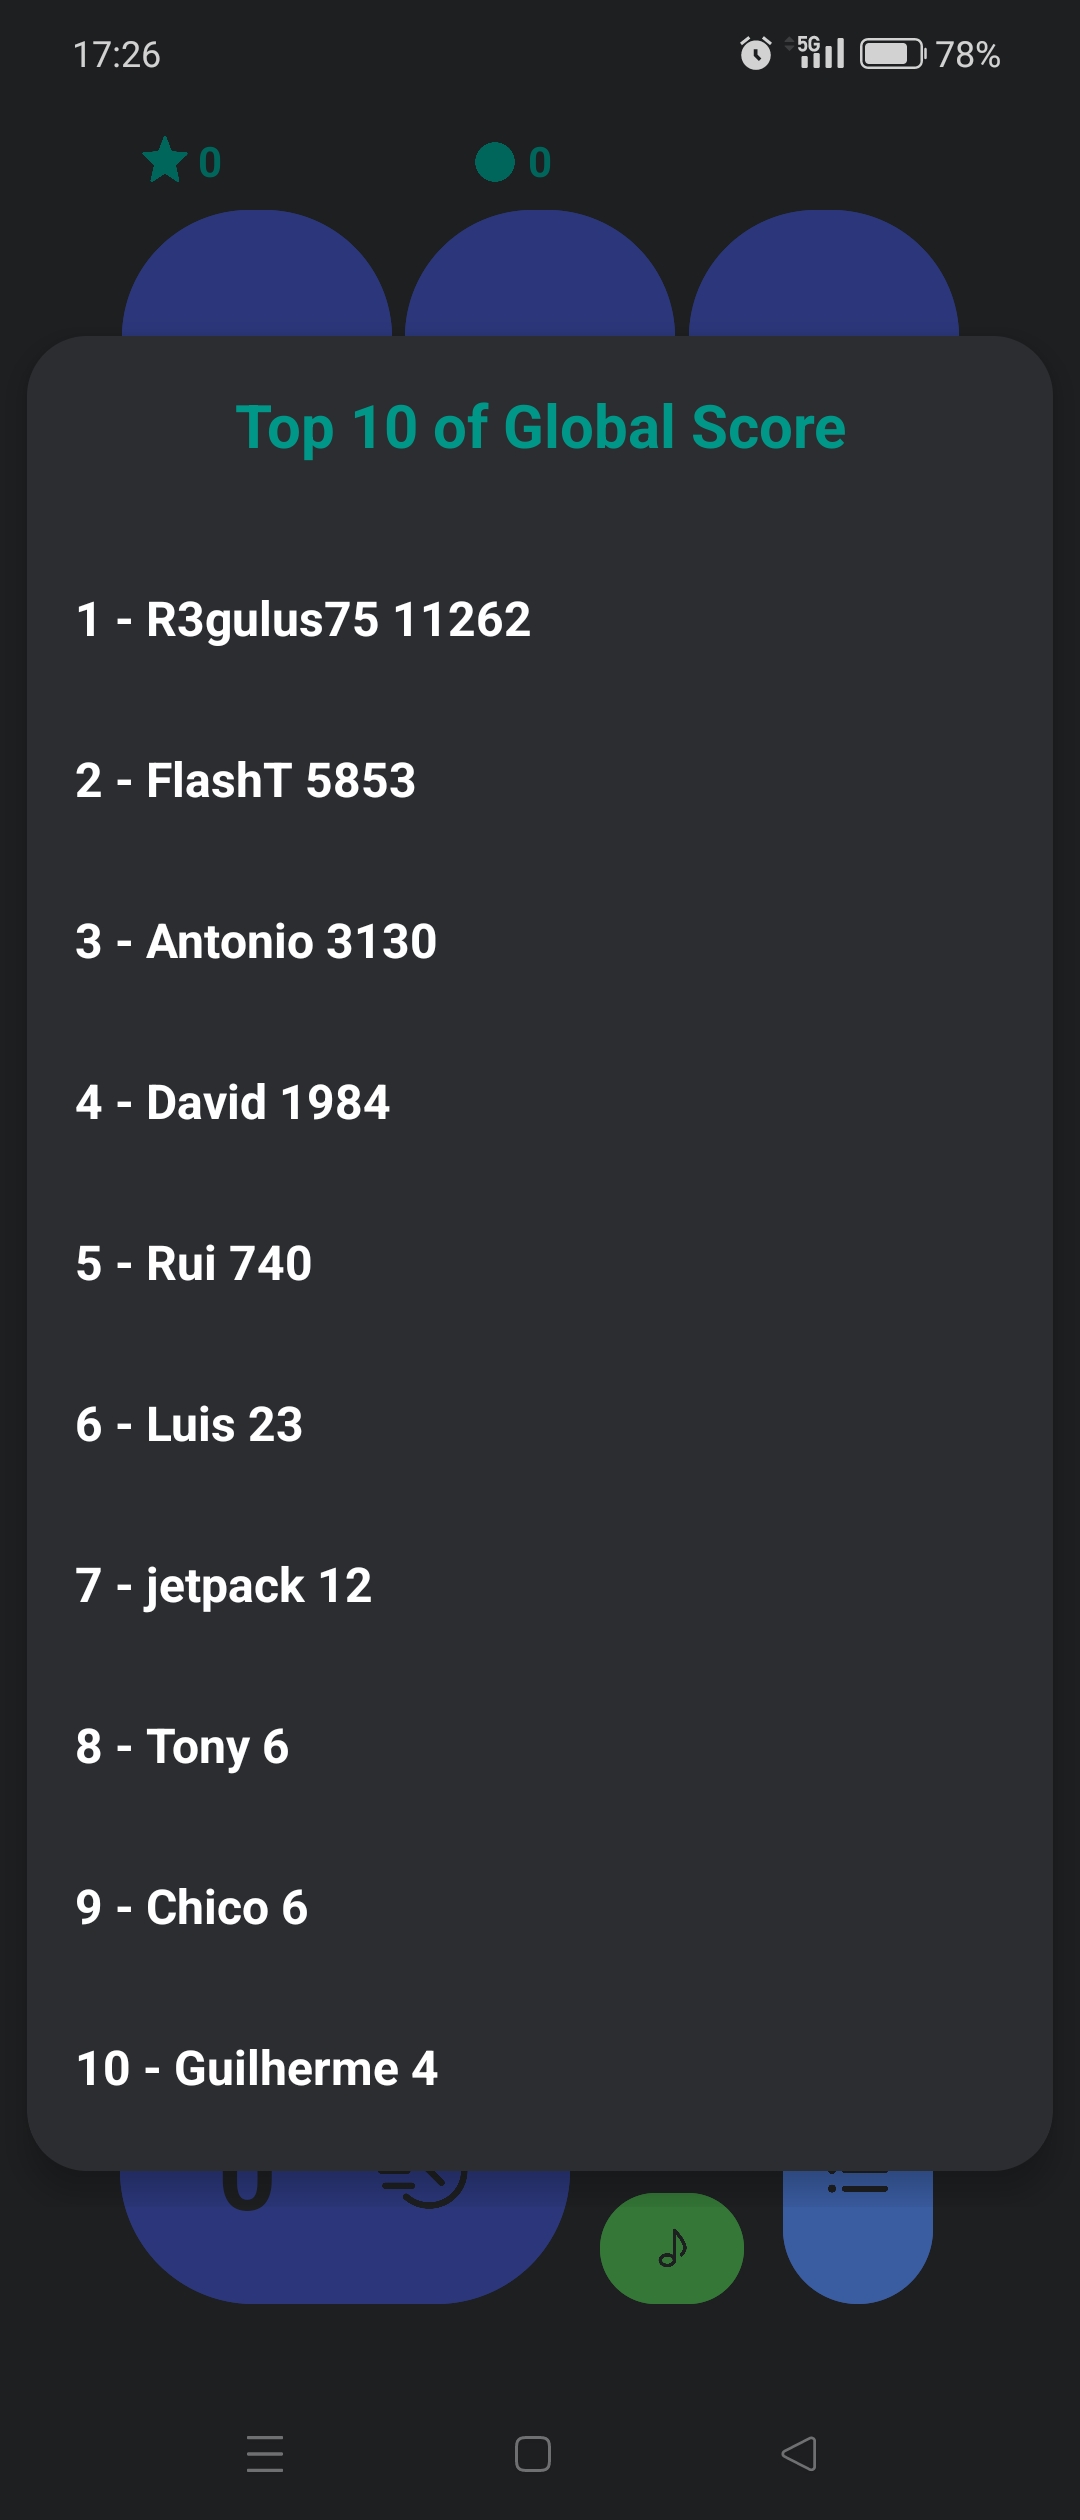 17:26 5G 78%
0 0
Top 10 of Global Score
1 - R3gulus75 11262
2 - FlashT 5853
3 - Antonio 3130
4 - David 1984
5 - Rui 740
6 - Luis 23
7 - jetpack 12
8 - Tony 6
9 - Chico 6
10 - Guilherme 4
0